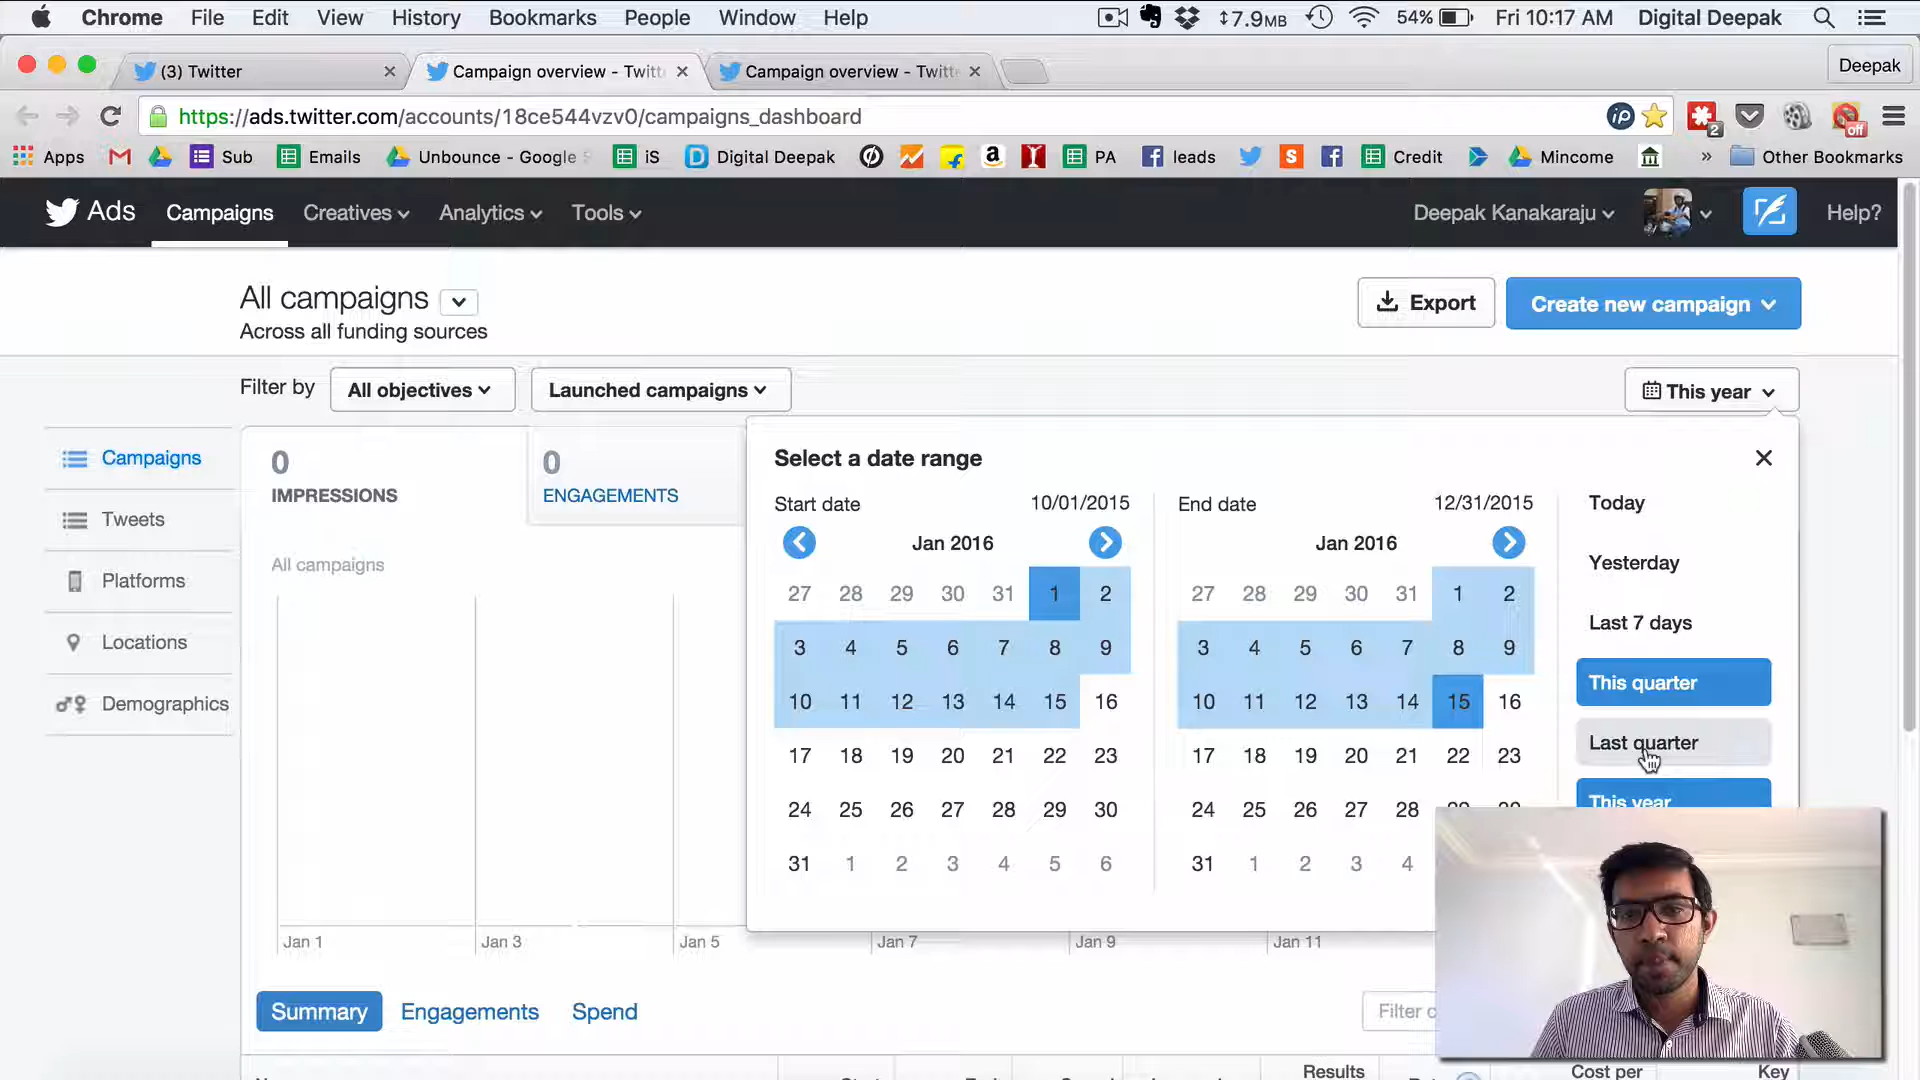 Chrome File Edit View History Bookmarks People Window Help 7.9MB 54% Fri 10:17 AM Digital Deepak
(3) Twitter Campaign overview - Twitt Campaign overview - Twitte Deepak
https://ads.twitter.com/accounts/18ce544vzv0/campaigns_dashboard iP 2 off
Apps Sub Emails Unbounce - Google S iS Digital Deepak PA leads Credit Mincome » Other Bookmarks
Ads Campaigns Creatives Analytics Tools Deepak Kanakaraju Help?
All campaigns
Across all funding sources
Export Create new campaign
Filter by All objectives Launched campaigns This year
Campaigns
Tweets
Platforms
Locations
Demographics
0
IMPRESSIONS
0
ENGAGEMENTS
All campaigns
Select a date range
Start date 10/01/2015
Jan 2016
27 28 29 30 31 1 2
3 4 5 6 7 8 9
10 11 12 13 14 15 16
17 18 19 20 21 22 23
24 25 26 27 28 29 30
31 1 2 3 4 5 6
End date 12/31/2015
Jan 2016
27 28 29 30 31 1 2
3 4 5 6 7 8 9
10 11 12 13 14 15 16
17 18 19 20 21 22 23
24 25 26 27 28
31 1 2 3 4
Today
Yesterday
Last 7 days
This quarter
Last quarter
This year
Jan 1 Jan 3 Jan 5 Jan 7 Jan 9 Jan 11
Summary Engagements Spend Filter
Results Cost per Key